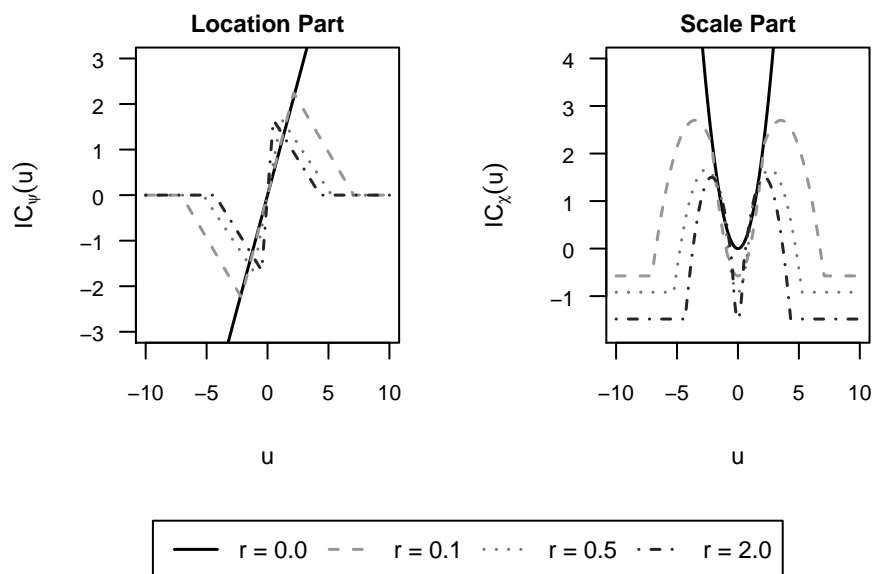 Location Part
3
2
1
0
−1
−2
−3
IC_ψ(u)
−10 −5 0 5 10
u
Scale Part
4
3
2
1
0
−1
IC_χ(u)
−10 −5 0 5 10
u
r = 0.0 r = 0.1 r = 0.5 r = 2.0